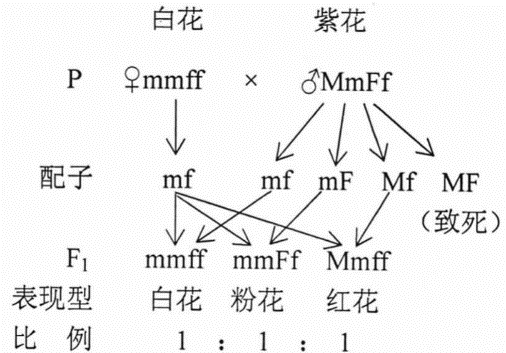 白花 紫花
P ♀mmff × ♂MmFf
配子 mf mf mF Mf MF
(致死)
F₁ mmff mmFf Mmff
表现型 白花 粉花 红花
比 例 1 : 1 : 1